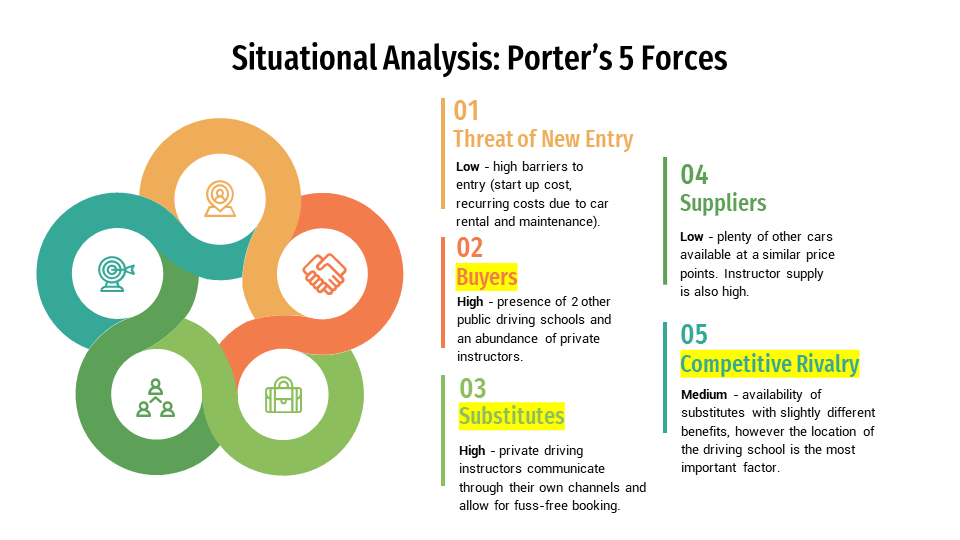 Situational Analysis: Porter’s 5 Forces
01
Threat of New Entry
Low - high barriers to
entry (start up cost,
recurring costs due to car
rental and maintenance).
02
Buyers
High - presence of 2 other
public driving schools and
an abundance of private
instructors.
03
Substitutes
High - private driving
instructors communicate
through their own channels and
allow for fuss-free booking.
04
Suppliers
Low - plenty of other cars
available at a similar price
points. Instructor supply
is also high.
05
Competitive Rivalry
Medium - availability of
substitutes with slightly different
benefits, however the location of
the driving school is the most
important factor.